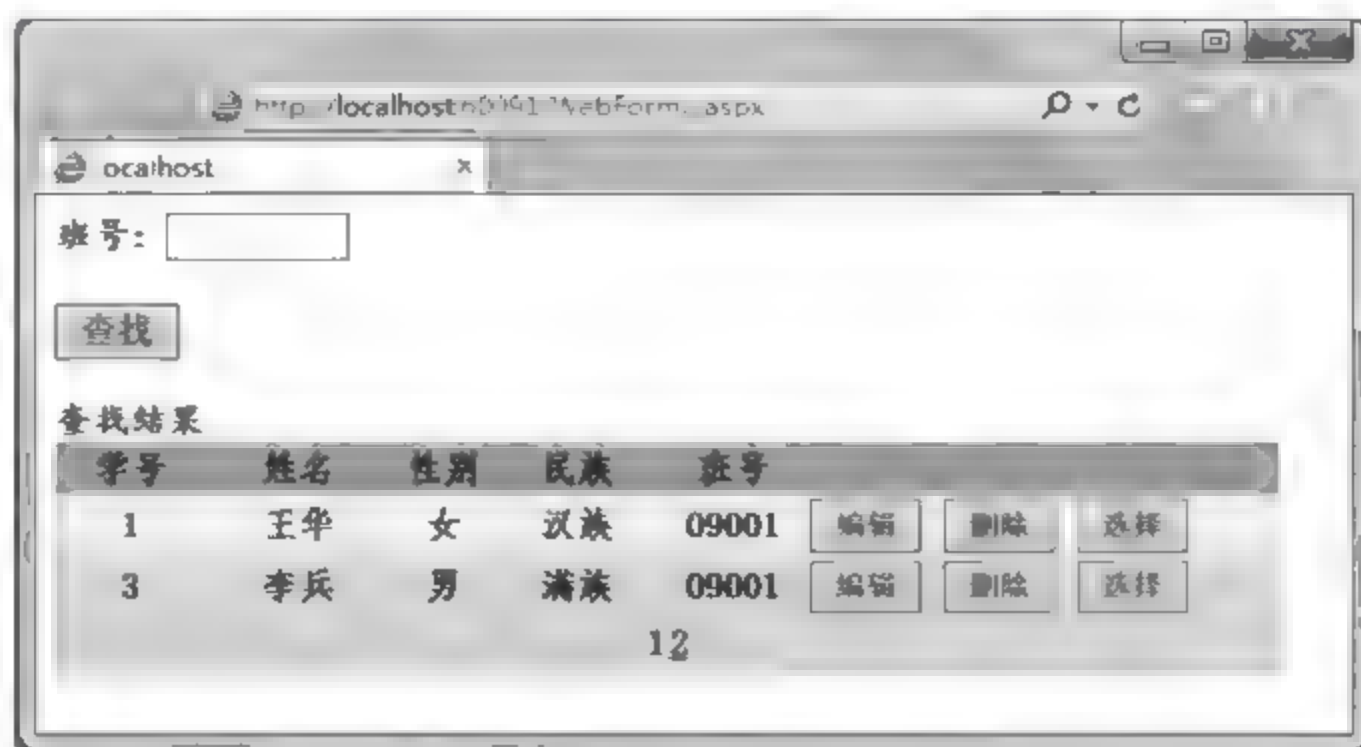 localhost
ocalhost
班号:
查找
查找结果
学号 姓名 性别 民族 班号
1 王华 女 汉族 09001 编辑 删除 选择
3 李兵 男 满族 09001 编辑 删除 选择
12